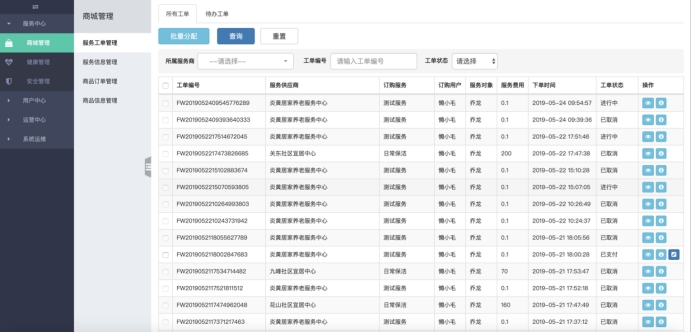 服务中心
商城管理
健康管理
安全管理
用户中心
运营中心
系统运维
商城管理
服务工单管理
服务信息管理
商品订单管理
商品信息管理
所有工单 待办工单
批量分配 查询 重置
所属服务商 ----请选择---- 工单编号 请输入工单编号 工单状态 请选择
工单编号 服务供应商 订购服务 订购用户 服务对象 服务费用 下单时间 工单状态 操作
FW2019052409545776289 炎黄居家养老服务中心 测试服务 懒小毛 乔龙 0.1 2019-05-24 09:54:57 进行中
FW2019052409393640333 炎黄居家养老服务中心 测试服务 懒小毛 乔龙 0.1 2019-05-24 09:39:36 已取消
FW2019052217514672045 炎黄居家养老服务中心 测试服务 懒小毛 乔龙 0.1 2019-05-22 17:51:46 进行中
FW2019052217473826685 关东社区宜居中心 日常保洁 懒小毛 乔龙 200 2019-05-22 17:47:38 已取消
FW2019052215102883674 炎黄居家养老服务中心 测试服务 懒小毛 乔龙 0.1 2019-05-22 15:10:28 已取消
FW2019052215070593805 炎黄居家养老服务中心 测试服务 懒小毛 乔龙 0.1 2019-05-22 15:07:05 进行中
FW2019052210264993803 炎黄居家养老服务中心 测试服务 懒小毛 乔龙 0.1 2019-05-22 10:26:49 已取消
FW2019052210243731942 炎黄居家养老服务中心 测试服务 懒小毛 乔龙 0.1 2019-05-22 10:24:37 已取消
FW2019052118055627789 炎黄居家养老服务中心 测试服务 懒小毛 乔龙 0.1 2019-05-21 18:05:56 已取消
FW2019052118002847683 炎黄居家养老服务中心 测试服务 懒小毛 乔龙 0.1 2019-05-21 18:00:28 已支付
FW2019052117534714482 九峰社区宜居中心 日常保洁 懒小毛 乔龙 70 2019-05-21 17:53:47 已取消
FW2019052117521811512 炎黄居家养老服务中心 测试服务 懒小毛 乔龙 0.1 2019-05-21 17:52:18 已取消
FW2019052117474962048 花山社区宜居中心 日常保洁 懒小毛 乔龙 160 2019-05-21 17:47:49 已取消
FW2019052117371217463 炎黄居家养老服务中心 测试服务 懒小毛 乔龙 0.1 2019-05-21 17:37:12 已取消